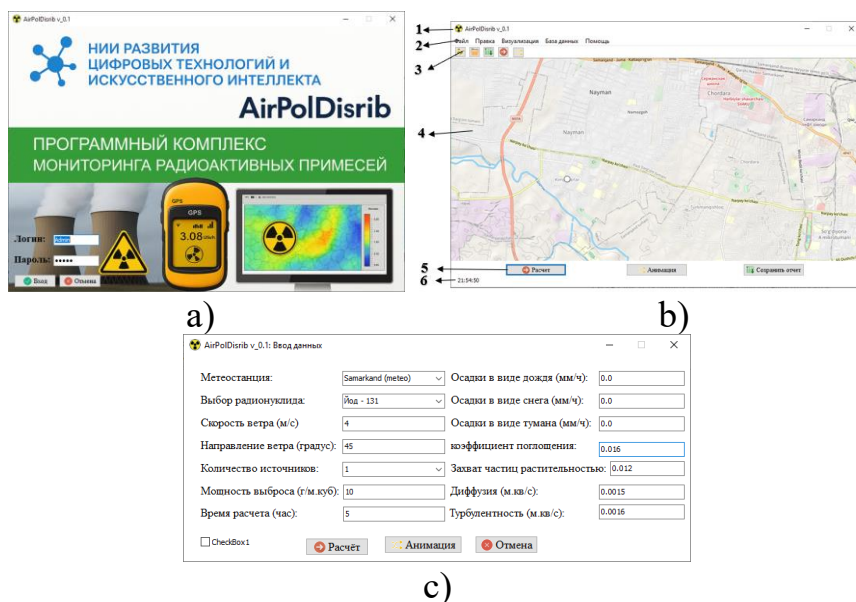 AirPolDisrib v_0.1
НИИ РАЗВИТИЯ
ЦИФРОВЫХ ТЕХНОЛОГИЙ И
ИСКУССТВЕННОГО ИНТЕЛЛЕКТА
AirPolDisrib
ПРОГРАММНЫЙ КОМПЛЕКС
МОНИТОРИНГА РАДИОАКТИВНЫХ ПРИМЕСЕЙ
GPS
GPS
3.08
Логин: Admin
Пароль: •••••
Вход Отмена
a)
1 AirPolDisrib v_0.1
2 Файл Правка Визуализация База данных Помощь
3
4
Nayman
Nayman
Chordara
Chordara
5 Расчет Анимация Сохранить отчет
6 21:54:50
b)
AirPolDisrib v_0.1: Ввод данных
Метеостанция: Samarkand (meteo) Осадки в виде дождя (мм/ч): 0.0
Выбор радионуклида: Йод - 131 Осадки в виде снега (мм/ч): 0.0
Скорость ветра (м/с) 4 Осадки в виде тумана (мм/ч): 0.0
Направление ветра (градус): 45 коэффициент поглощения: 0.016
Количество источников: 1 Захват частиц растительностью: 0.012
Мощность выброса (г/м.куб): 10 Диффузия (м.кв/с): 0.0015
Время расчета (час): 5 Турбулентность (м.кв/с): 0.0016
CheckBox1 Расчёт Анимация Отмена
c)